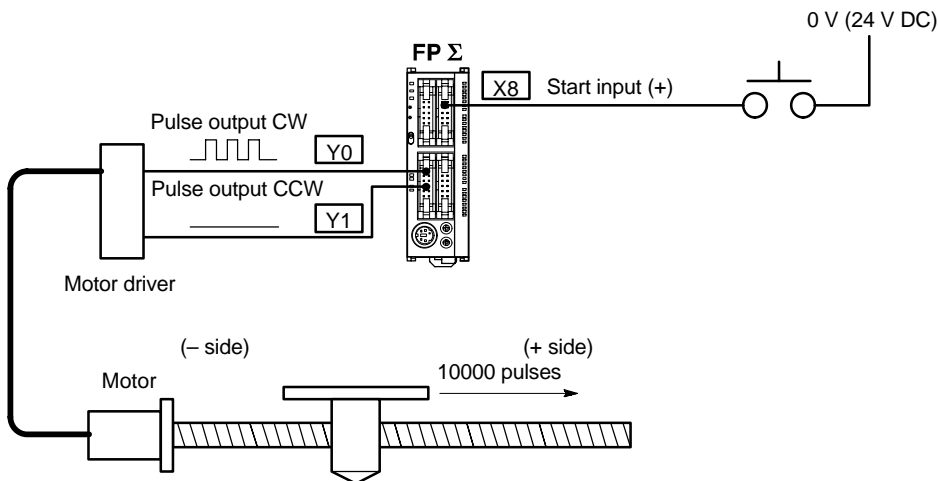 0 V (24 V DC)
FP Σ
X8
Start input (+)
Pulse output CW
Y0
Pulse output CCW
Y1
Motor driver
(– side)
(+ side)
10000 pulses
Motor